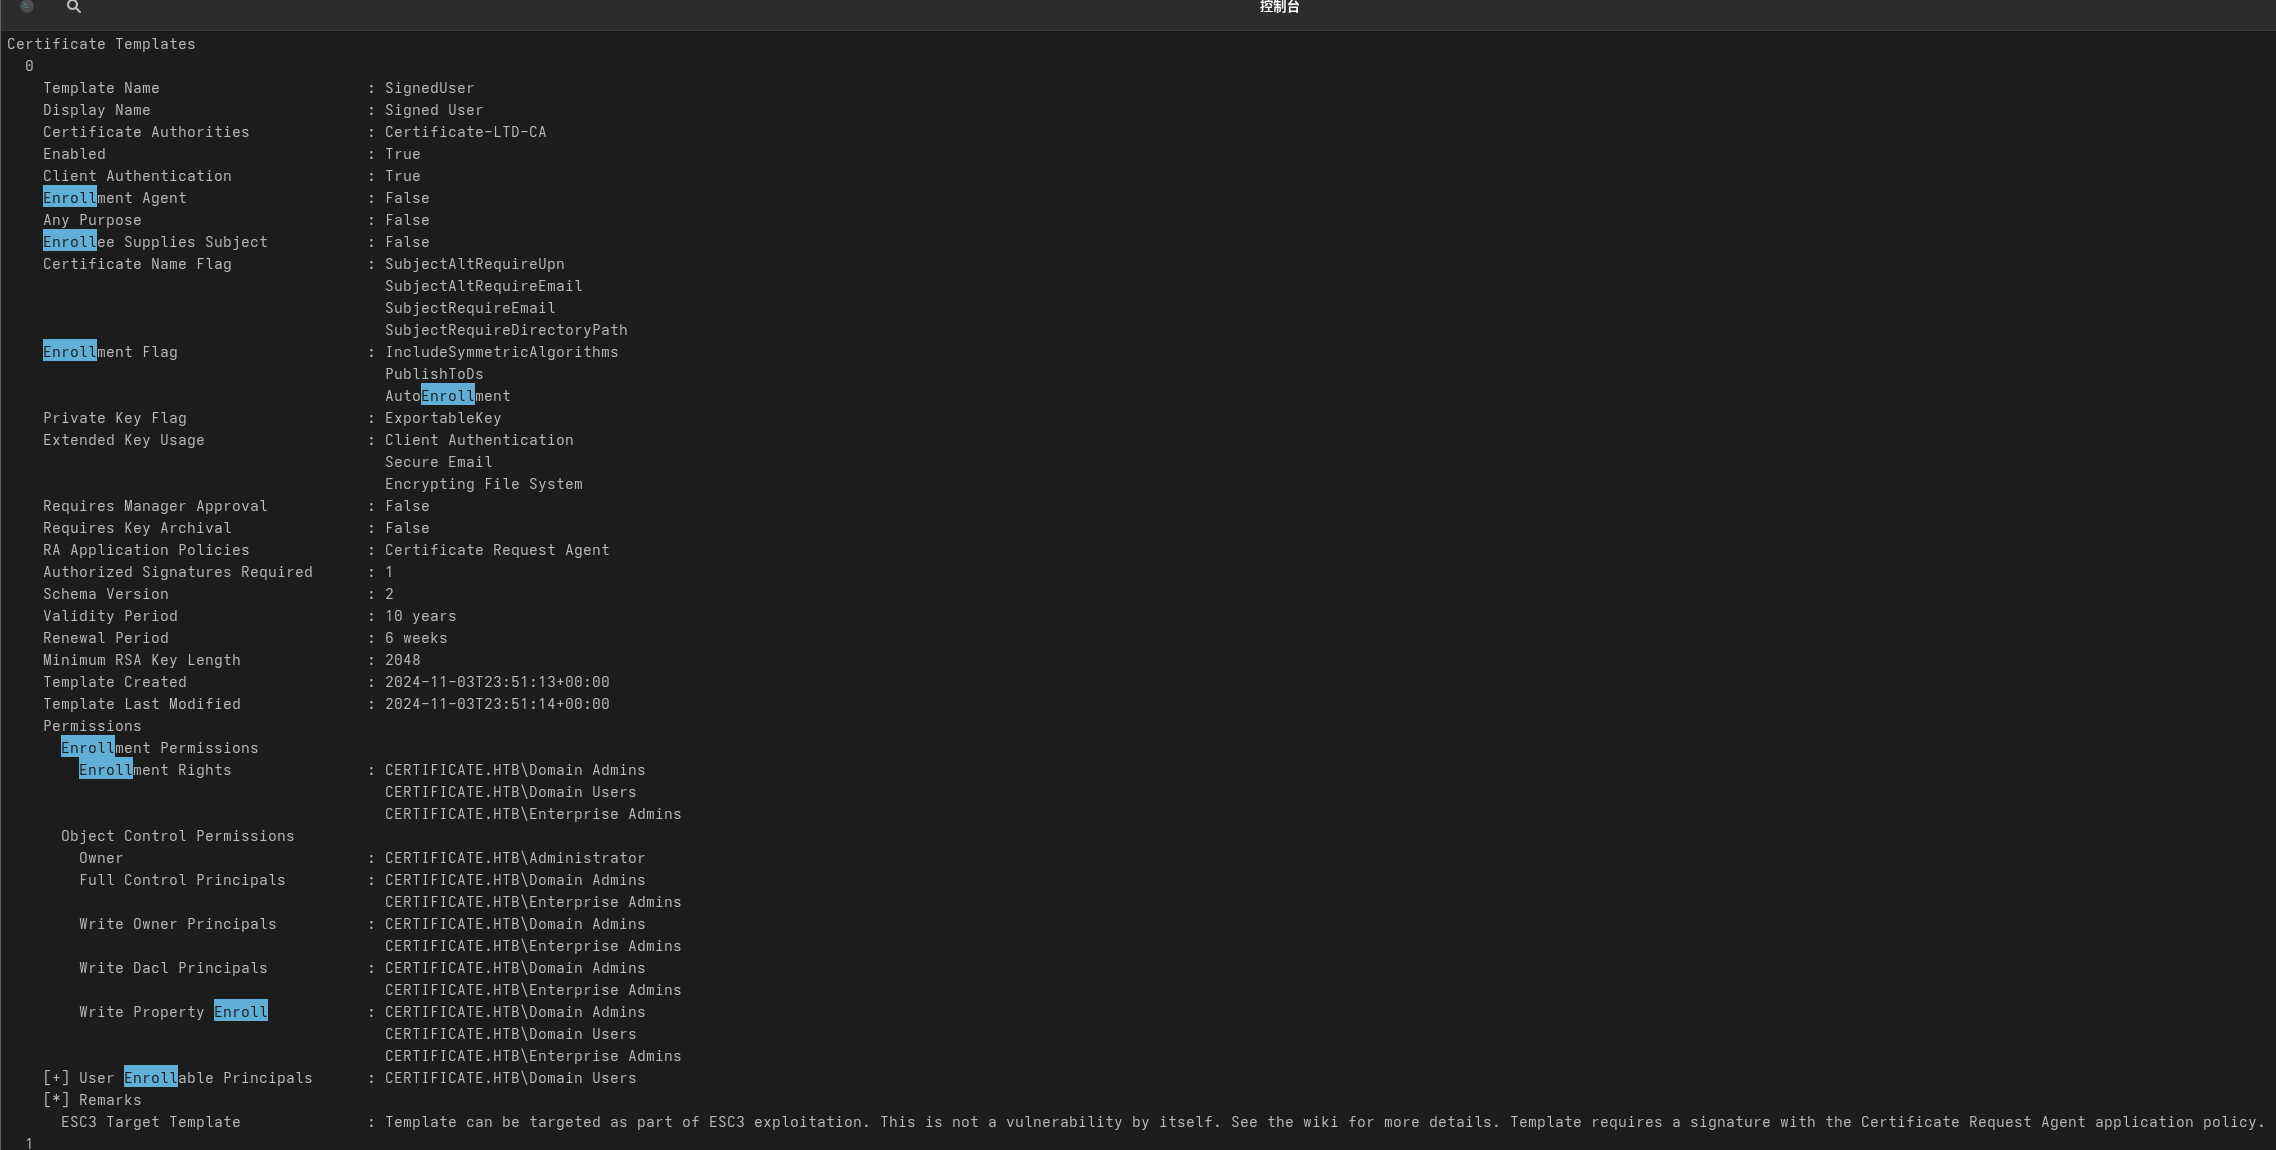 控制台
Certificate Templates
0
Template Name : SignedUser
Display Name : Signed User
Certificate Authorities : Certificate-LTD-CA
Enabled : True
Client Authentication : True
Enrollment Agent : False
Any Purpose : False
Enrollee Supplies Subject : False
Certificate Name Flag : SubjectAltRequireUpn
SubjectAltRequireEmail
SubjectRequireEmail
SubjectRequireDirectoryPath
Enrollment Flag : IncludeSymmetricAlgorithms
PublishToDs
AutoEnrollment
Private Key Flag : ExportableKey
Extended Key Usage : Client Authentication
Secure Email
Encrypting File System
Requires Manager Approval : False
Requires Key Archival : False
RA Application Policies : Certificate Request Agent
Authorized Signatures Required : 1
Schema Version : 2
Validity Period : 10 years
Renewal Period : 6 weeks
Minimum RSA Key Length : 2048
Template Created : 2024-11-03T23:51:13+00:00
Template Last Modified : 2024-11-03T23:51:14+00:00
Permissions
Enrollment Permissions
Enrollment Rights : CERTIFICATE.HTB\Domain Admins
CERTIFICATE.HTB\Domain Users
CERTIFICATE.HTB\Enterprise Admins
Object Control Permissions
Owner : CERTIFICATE.HTB\Administrator
Full Control Principals : CERTIFICATE.HTB\Domain Admins
CERTIFICATE.HTB\Enterprise Admins
Write Owner Principals : CERTIFICATE.HTB\Domain Admins
CERTIFICATE.HTB\Enterprise Admins
Write Dacl Principals : CERTIFICATE.HTB\Domain Admins
CERTIFICATE.HTB\Enterprise Admins
Write Property Enroll : CERTIFICATE.HTB\Domain Admins
CERTIFICATE.HTB\Domain Users
CERTIFICATE.HTB\Enterprise Admins
[+] User Enrollable Principals : CERTIFICATE.HTB\Domain Users
[*] Remarks
ESC3 Target Template : Template can be targeted as part of ESC3 exploitation. This is not a vulnerability by itself. See the wiki for more details. Template requires a signature with the Certificate Request Agent application policy.
1